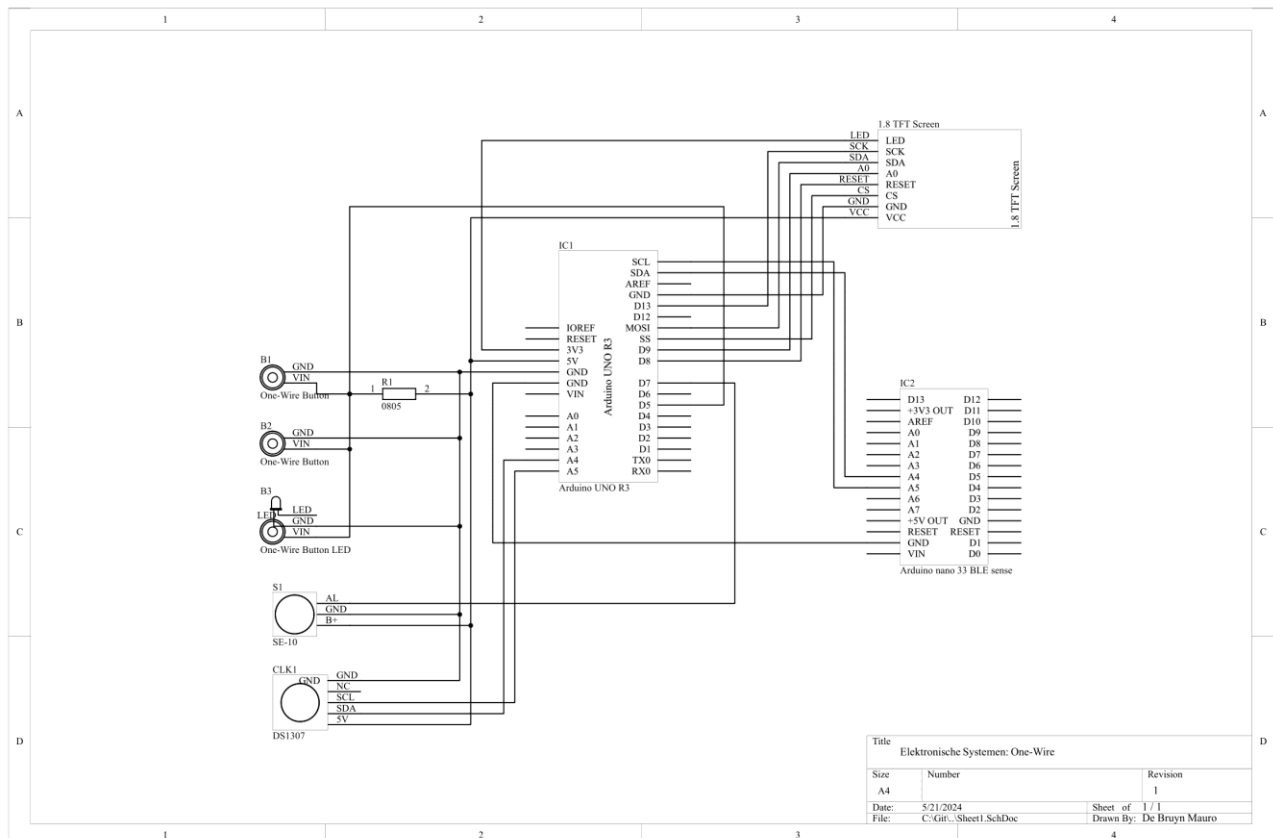 1 2 3 4
A A
B B
C C
D D
1.8 TFT Screen
LED LED
SCK SCK
SDA SDA
A0 A0
RESET RESET
CS CS
GND GND
VCC VCC
1.8 TFT Screen
IC1
SCL
SDA
AREF
GND
D13
D12
IOREF MOSI
RESET SS
3V3 D9
5V D8
GND
GND D7
VIN D6
D5
A0 D4
A1 D3
A2 D2
A3 D1
A4 TX0
A5 RX0
Arduino UNO R3
Arduino UNO R3
B1
GND
VIN
One-Wire Button
1 R1 2
0805
B2
GND
VIN
One-Wire Button
B3
LED
LED
GND
VIN
One-Wire Button LED
S1
AL
GND
B+
SE-10
CLK1
GND GND
NC
SCL
SDA
5V
DS1307
IC2
D13 D12
+3V3 OUT D11
AREF D10
A0 D9
A1 D8
A2 D7
A3 D6
A4 D5
A5 D4
A6 D3
A7 D2
+5V OUT GND
RESET RESET
GND D1
VIN D0
Arduino nano 33 BLE sense
Title
Elektronische Systemen: One-Wire
Size Number Revision
A4 1
Date: 5/21/2024 Sheet of 1 / 1
File: C:\Git\..\Sheet1.SchDoc Drawn By: De Bruyn Mauro
1 2 3 4